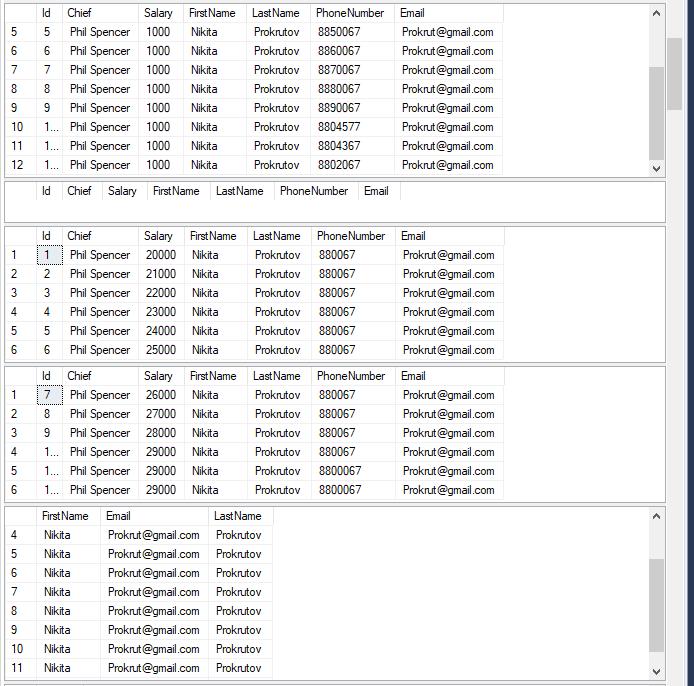 Id Chief Salary FirstName LastName PhoneNumber Email
5 5 Phil Spencer 1000 Nikita Prokrutov 8850067 Prokrut@gmail.com
6 6 Phil Spencer 1000 Nikita Prokrutov 8860067 Prokrut@gmail.com
7 7 Phil Spencer 1000 Nikita Prokrutov 8870067 Prokrut@gmail.com
8 8 Phil Spencer 1000 Nikita Prokrutov 8880067 Prokrut@gmail.com
9 9 Phil Spencer 1000 Nikita Prokrutov 8890067 Prokrut@gmail.com
10 1... Phil Spencer 1000 Nikita Prokrutov 8804577 Prokrut@gmail.com
11 1... Phil Spencer 1000 Nikita Prokrutov 8804367 Prokrut@gmail.com
12 1... Phil Spencer 1000 Nikita Prokrutov 8802067 Prokrut@gmail.com
Id Chief Salary FirstName LastName PhoneNumber Email
Id Chief Salary FirstName LastName PhoneNumber Email
1 1 Phil Spencer 20000 Nikita Prokrutov 880067 Prokrut@gmail.com
2 2 Phil Spencer 21000 Nikita Prokrutov 880067 Prokrut@gmail.com
3 3 Phil Spencer 22000 Nikita Prokrutov 880067 Prokrut@gmail.com
4 4 Phil Spencer 23000 Nikita Prokrutov 880067 Prokrut@gmail.com
5 5 Phil Spencer 24000 Nikita Prokrutov 880067 Prokrut@gmail.com
6 6 Phil Spencer 25000 Nikita Prokrutov 880067 Prokrut@gmail.com
Id Chief Salary FirstName LastName PhoneNumber Email
1 7 Phil Spencer 26000 Nikita Prokrutov 880067 Prokrut@gmail.com
2 8 Phil Spencer 27000 Nikita Prokrutov 880067 Prokrut@gmail.com
3 9 Phil Spencer 28000 Nikita Prokrutov 880067 Prokrut@gmail.com
4 1... Phil Spencer 29000 Nikita Prokrutov 880067 Prokrut@gmail.com
5 1... Phil Spencer 29000 Nikita Prokrutov 8800067 Prokrut@gmail.com
6 1... Phil Spencer 29000 Nikita Prokrutov 8800067 Prokrut@gmail.com
FirstName Email LastName
4 Nikita Prokrut@gmail.com Prokrutov
5 Nikita Prokrut@gmail.com Prokrutov
6 Nikita Prokrut@gmail.com Prokrutov
7 Nikita Prokrut@gmail.com Prokrutov
8 Nikita Prokrut@gmail.com Prokrutov
9 Nikita Prokrut@gmail.com Prokrutov
10 Nikita Prokrut@gmail.com Prokrutov
11 Nikita Prokrut@gmail.com Prokrutov